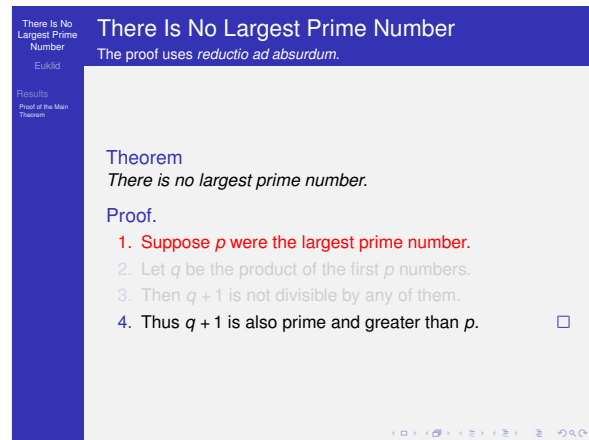 There Is No
Largest Prime
Number
Euklid
Results
Proof of the Main
Theorem
There Is No Largest Prime Number
The proof uses reductio ad absurdum.
Theorem
There is no largest prime number.
Proof.
1. Suppose p were the largest prime number.
2. Let q be the product of the first p numbers.
3. Then q + 1 is not divisible by any of them.
4. Thus q + 1 is also prime and greater than p. □